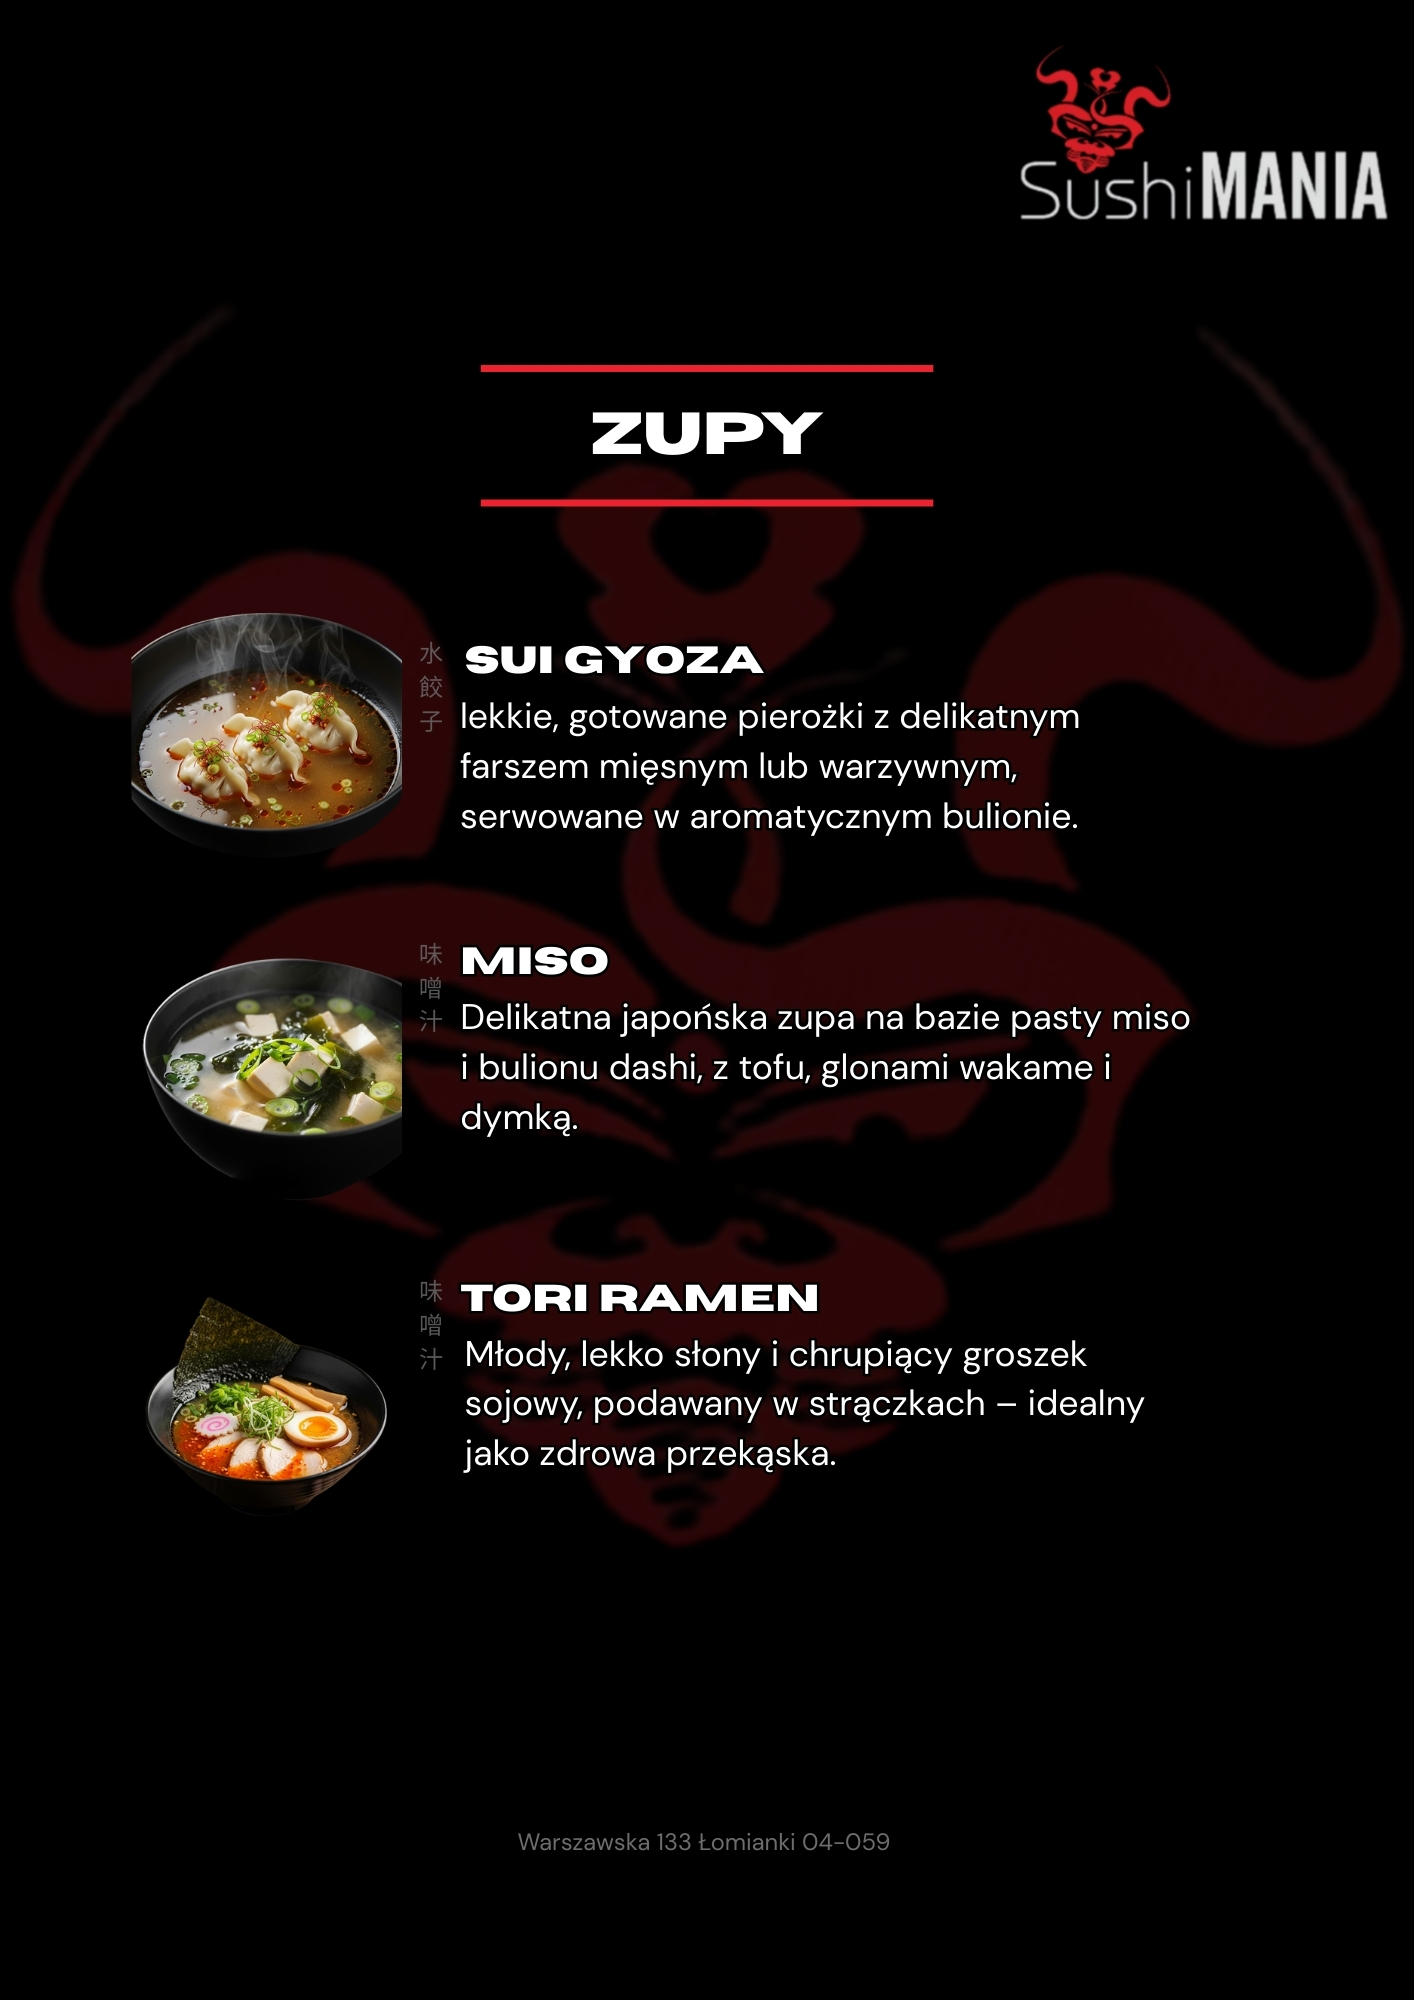 SushiMANIA
ZUPY
水餃子
SUI GYOZA
lekkie, gotowane pierożki z delikatnym
farszem mięsnym lub warzywnym,
serwowane w aromatycznym bulionie.
味噌汁
MISO
Delikatna japońska zupa na bazie pasty miso
i bulionu dashi, z tofu, glonami wakame i
dymką.
味噌汁
TORI RAMEN
Młody, lekko słony i chrupiący groszek
sojowy, podawany w strączkach – idealny
jako zdrowa przekąska.
Warszawska 133 Łomianki 04-059